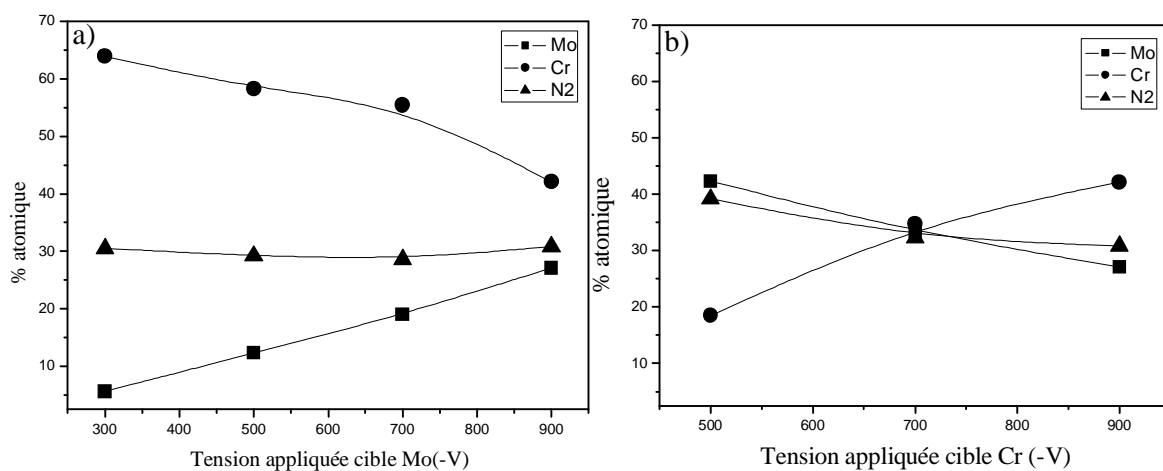 a)
Mo
Cr
N2
% atomique
70
60
50
40
30
20
10
300 400 500 600 700 800 900
Tension appliquée cible Mo(-V)
b)
Mo
Cr
N2
% atomique
70
60
50
40
30
20
10
500 600 700 800 900
Tension appliquée cible Cr (-V)